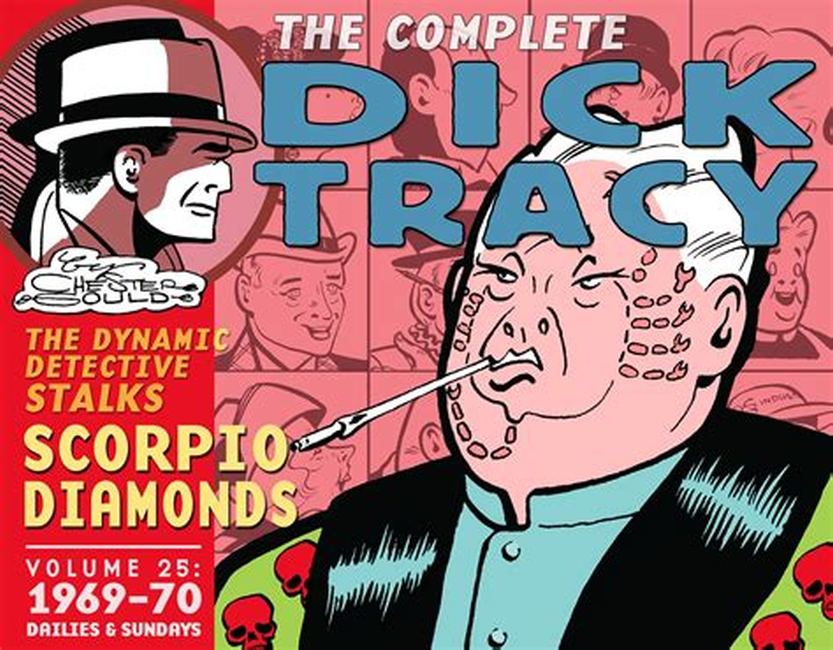 THE COMPLETE
DICK
TRACY
CHESTER
GOULD
THE DYNAMIC
DETECTIVE
STALKS
SCORPIO
DIAMONDS
VOLUME 25:
1969-70
DAILIES & SUNDAYS